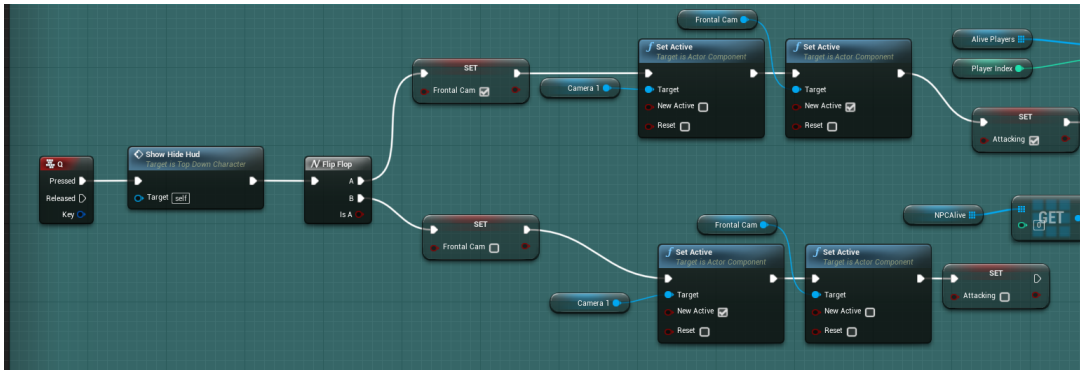 Q
Pressed
Released
Key
Show Hide Hud
Target is Top Down Character
Target self
Flip Flop
A
B
Is A
SET
Frontal Cam
Camera 1
Set Active
Target is Actor Component
Target
New Active
Reset
Frontal Cam
Set Active
Target is Actor Component
Target
New Active
Reset
Alive Players
Player Index
SET
Attacking
SET
Frontal Cam
Camera 1
Set Active
Target is Actor Component
Target
New Active
Reset
Frontal Cam
Set Active
Target is Actor Component
Target
New Active
Reset
SET
Attacking
NPCAlive
0
GET